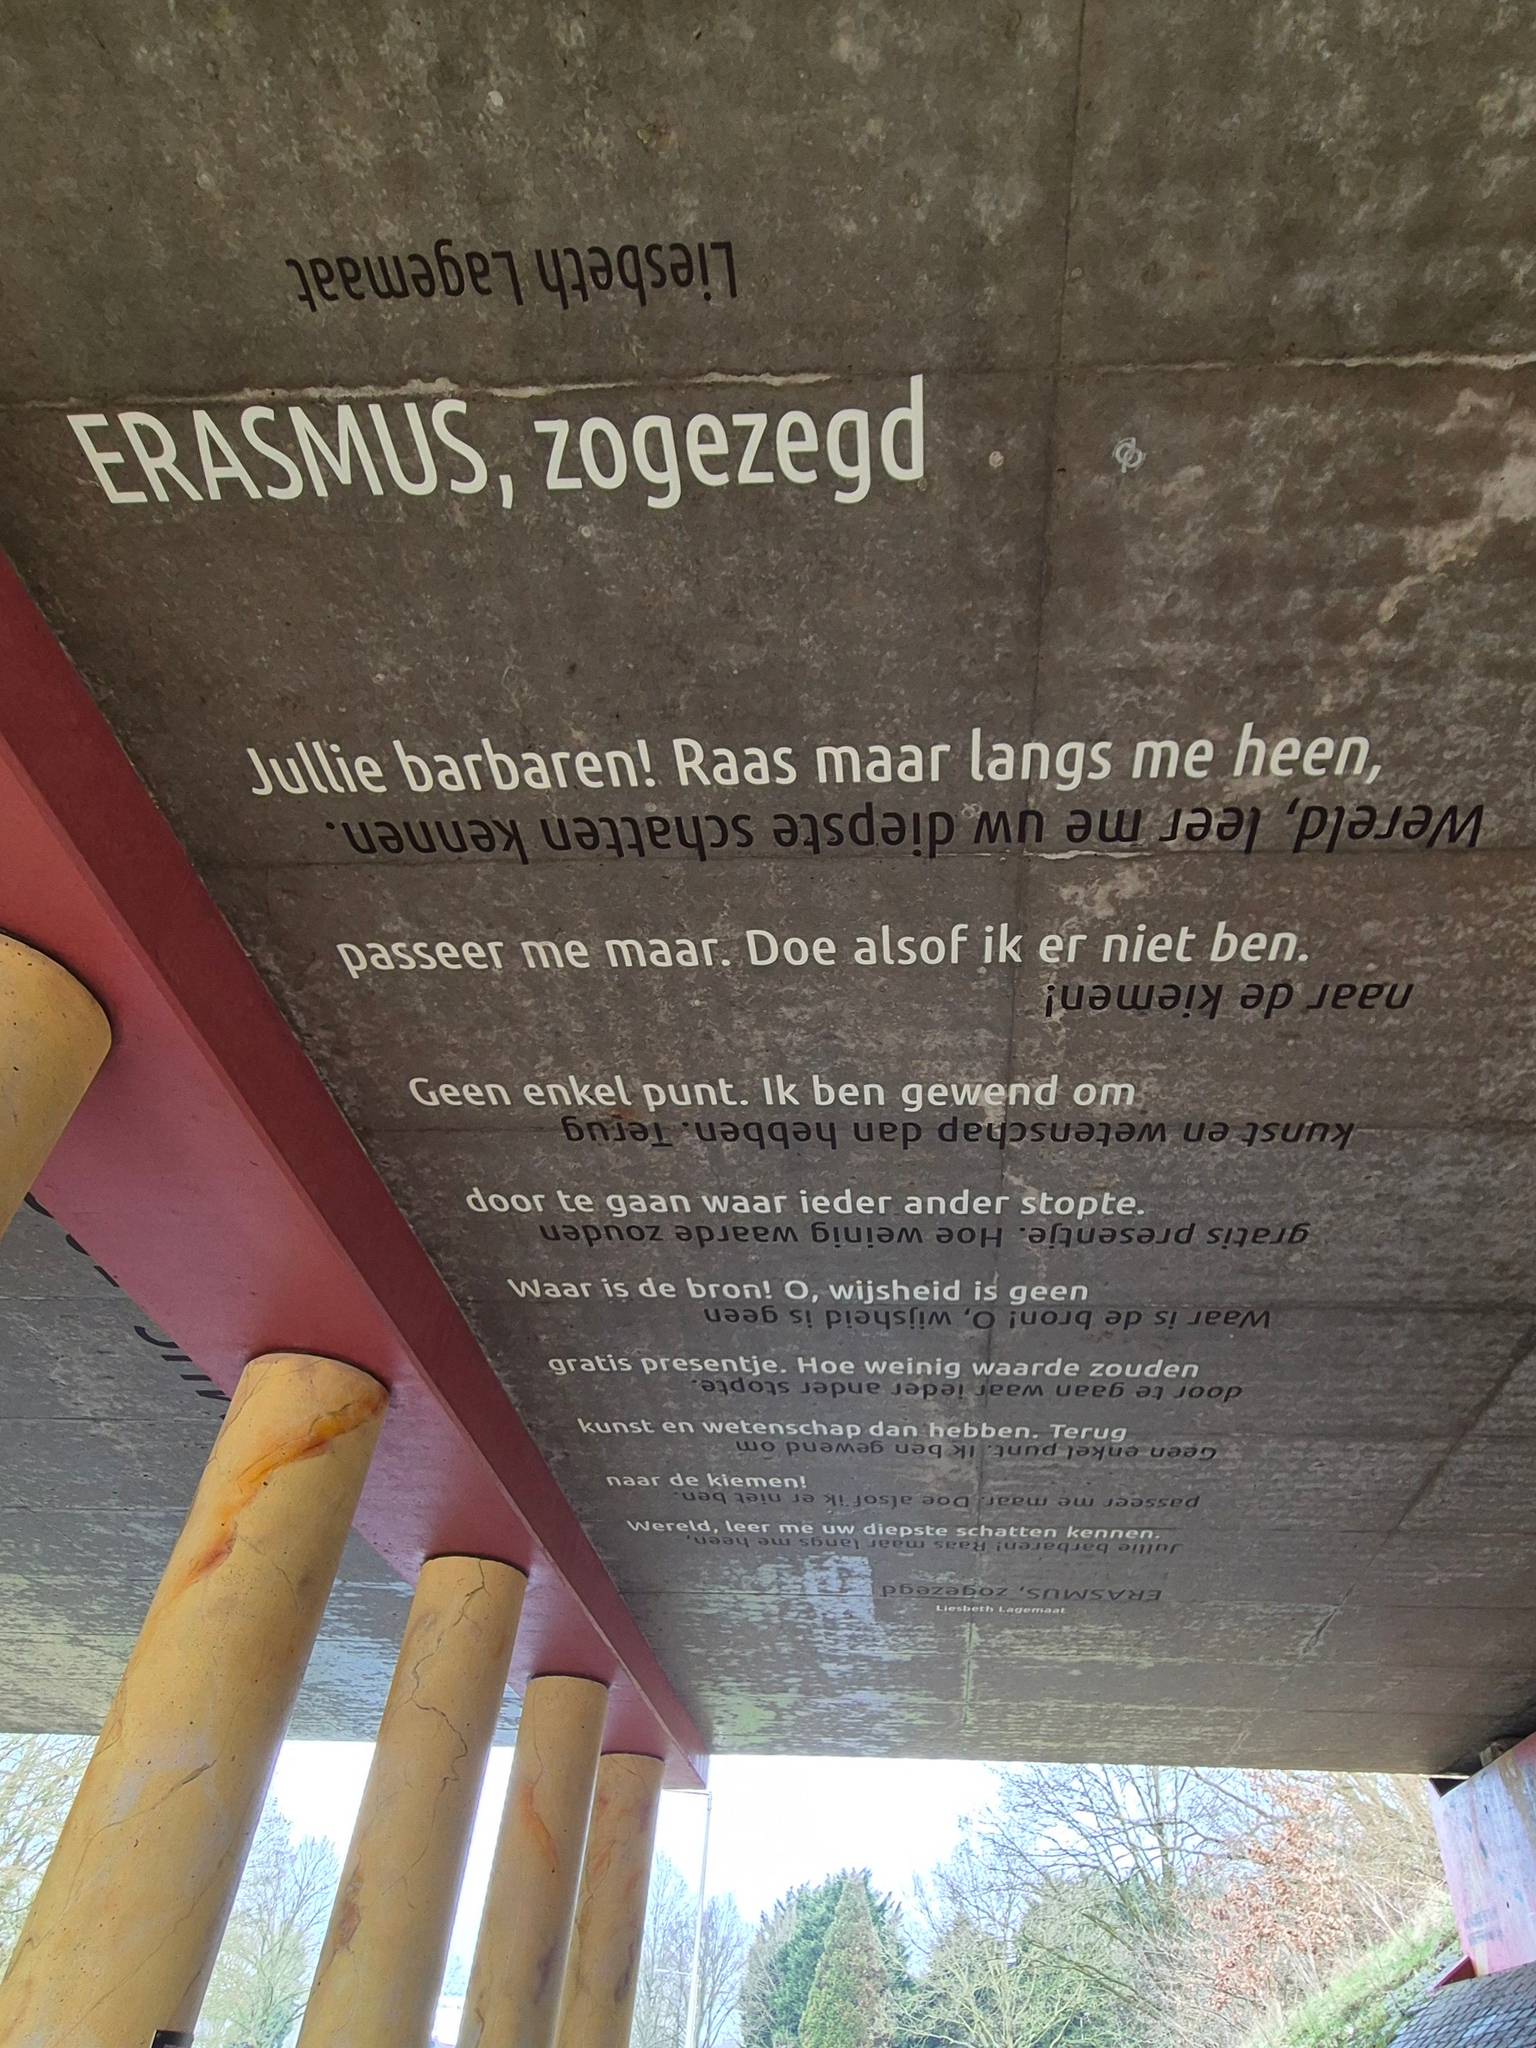 Liesbeth Lagemaat
ERASMUS, zogezegd
Jullie barbaren! Raas maar langs me heen,
Wereld, leer me uw diepste schatten kennen.
passeer me maar. Doe alsof ik er niet ben.
naar de kiemen!
Geen enkel punt. Ik ben gewend om
kunst en wetenschap dan hebben. Terug
door te gaan waar ieder ander stopte.
gratis presentje. Hoe weinig waarde zouden
Waar is de bron! O, wijsheid is geen
Waar is de bron! O, wijsheid is geen
gratis presentje. Hoe weinig waarde zouden
door te gaan waar ieder ander stopte.
kunst en wetenschap dan hebben. Terug
Geen enkel punt. Ik ben gewend om
naar de kiemen!
passeer me maar. Doe alsof ik er niet ben.
Wereld, leer me uw diepste schatten kennen.
Jullie barbaren! Raas maar langs me heen,
ERASMUS, zogezegd
Liesbeth Lagemaat